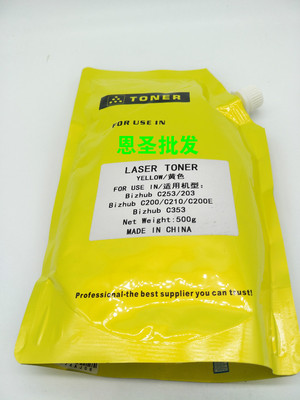 TONER
FOR USE IN
恩圣批发
LASER TONER
YELLOW/黄色
FOR USE IN/适用机型:
Bizhub C253/203
Bizhub C200/C210/C200E
Bizhub C353
Net Weight:500g
MADE IN CHINA
Professional-the best supplier you can trust!